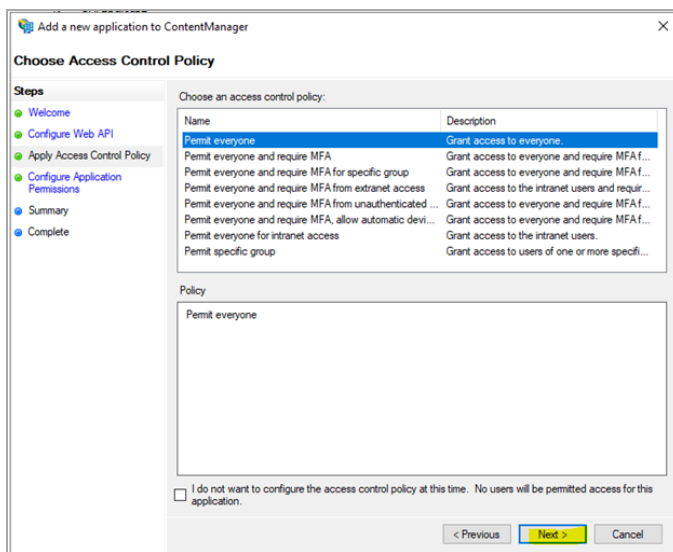 Add a new application to ContentManager
Choose Access Control Policy
Steps
Welcome
Configure Web API
Apply Access Control Policy
Configure Application
Permissions
Summary
Complete
Choose an access control policy:
Name Description
Permit everyone Grant access to everyone.
Permit everyone and require MFA Grant access to everyone and require MFA f...
Permit everyone and require MFA for specific group Grant access to everyone and require MFA f...
Permit everyone and require MFA from extranet access Grant access to the intranet users and requir...
Permit everyone and require MFA from unauthenticated ... Grant access to everyone and require MFA f...
Permit everyone and require MFA, allow automatic devi... Grant access to everyone and require MFA f...
Permit everyone for intranet access Grant access to the intranet users.
Permit specific group Grant access to users of one or more specifi...
Policy
Permit everyone
I do not want to configure the access control policy at this time. No users will be permitted access for this
application.
< Previous Next > Cancel